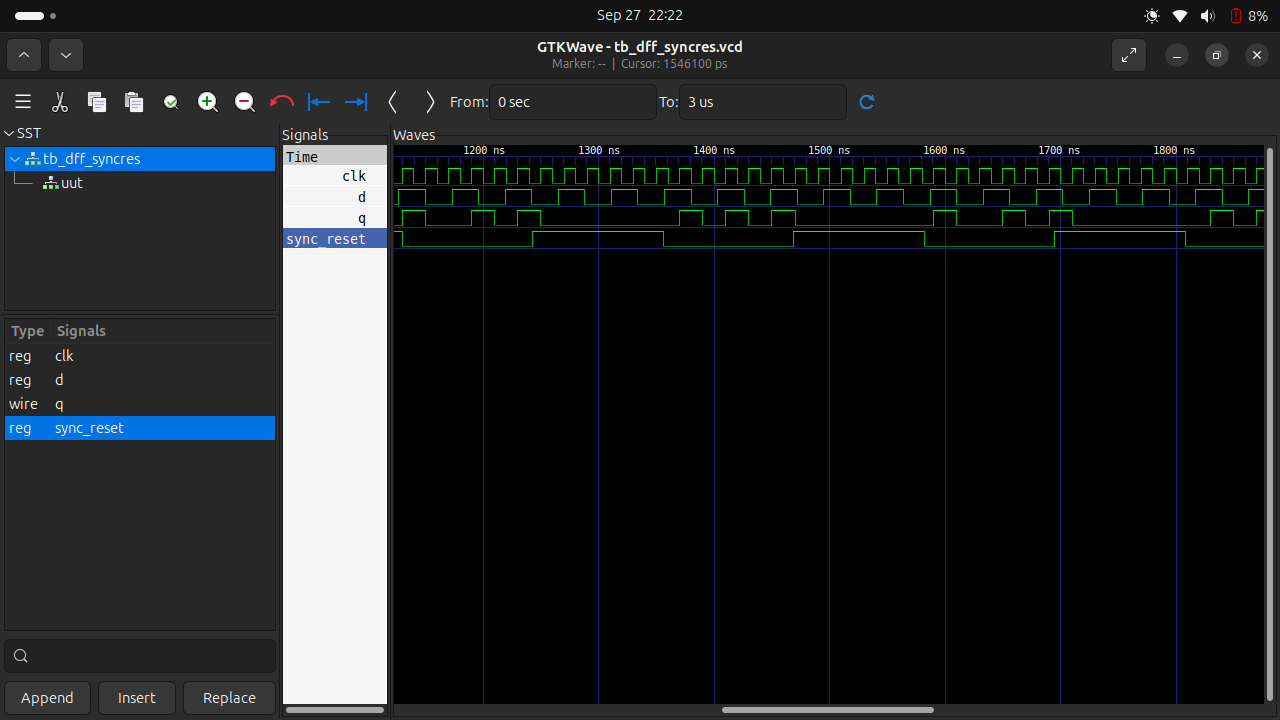 Sep 27 22:22
8%
GTKWave - tb_dff_syncres.vcd
Marker: -- | Cursor: 1546100 ps
From: 0 sec To: 3 us
SST
tb_dff_syncres
uut
Type Signals
reg clk
reg d
wire q
reg sync_reset
Append Insert Replace
Signals
Time
clk
d
q
sync_reset
Waves
1200 ns 1300 ns 1400 ns 1500 ns 1600 ns 1700 ns 1800 ns